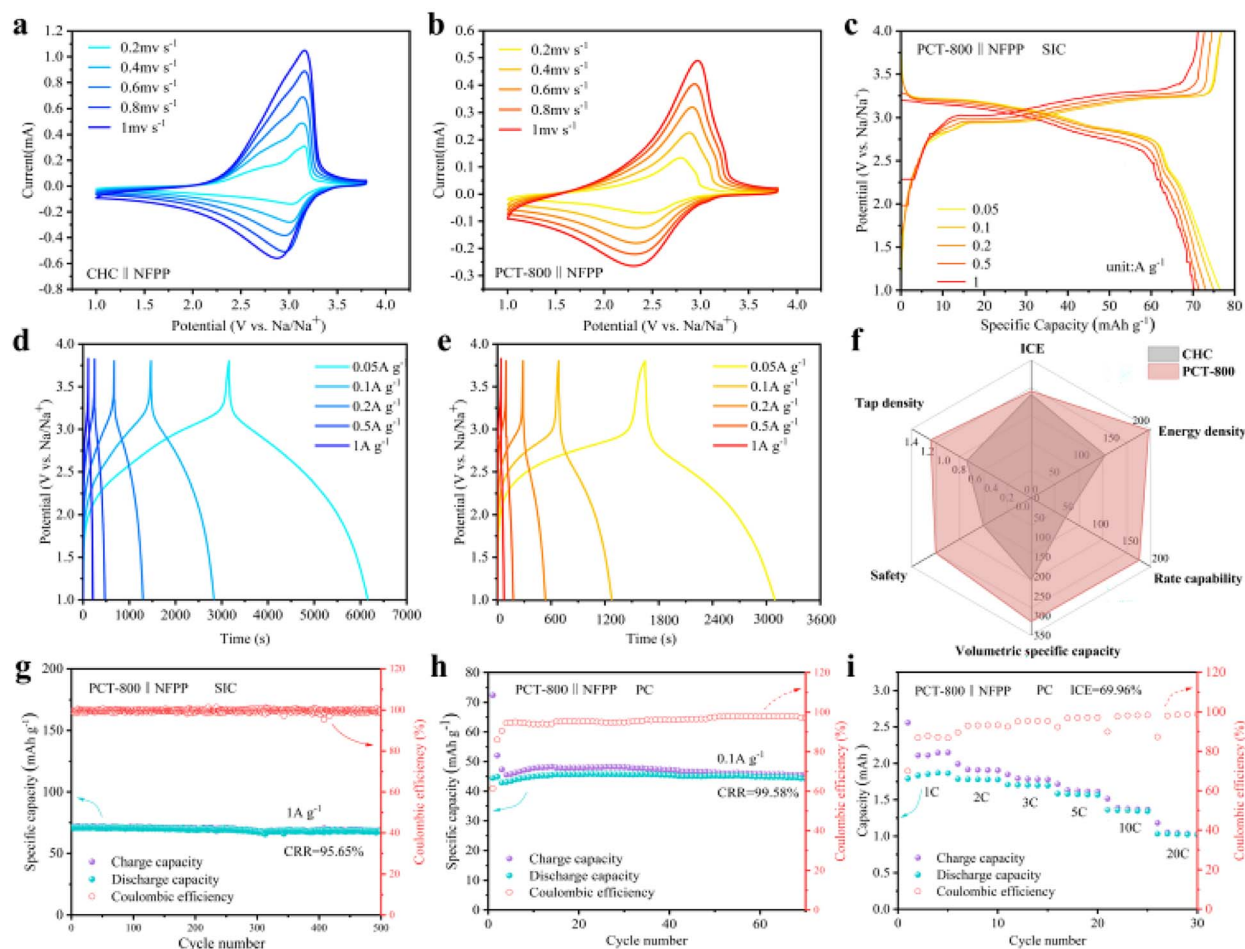 a
0.2mv s⁻¹
0.4mv s⁻¹
0.6mv s⁻¹
0.8mv s⁻¹
1mv s⁻¹
CHC || NFPP
Current(mA)
1.2
1.0
0.8
0.6
0.4
0.2
0.0
-0.2
-0.4
-0.6
-0.8
1.0 1.5 2.0 2.5 3.0 3.5 4.0
Potential (V vs. Na/Na⁺)
b
0.2mv s⁻¹
0.4mv s⁻¹
0.6mv s⁻¹
0.8mv s⁻¹
1mv s⁻¹
PCT-800 || NFPP
Current(mA)
0.6
0.5
0.4
0.3
0.2
0.1
0.0
-0.1
-0.2
-0.3
1.0 1.5 2.0 2.5 3.0 3.5 4.0
Potential (V vs. Na/Na⁺)
c
PCT-800 || NFPP SIC
0.05
0.1
0.2
0.5
1
unit:A g⁻¹
Potential (V vs. Na/Na⁺)
4.0
3.5
3.0
2.5
2.0
1.5
1.0
0 10 20 30 40 50 60 70 80
Specific Capacity (mAh g⁻¹)
d
0.05A g⁻¹
0.1A g⁻¹
0.2A g⁻¹
0.5A g⁻¹
1A g⁻¹
Potential (V vs. Na/Na⁺)
4.0
3.5
3.0
2.5
2.0
1.5
1.0
0 1000 2000 3000 4000 5000 6000 7000
Time (s)
e
0.05A g⁻¹
0.1A g⁻¹
0.2A g⁻¹
0.5A g⁻¹
1A g⁻¹
Potential (V vs. Na/Na⁺)
4.0
3.5
3.0
2.5
2.0
1.5
1.0
0 600 1200 1800 2400 3000 3600
Time (s)
f
CHC
PCT-800
ICE
Tap density
Energy density
Safety
Rate capability
Volumetric specific capacity
1.4
1.2
1.0
0.8
0.6
0.4
0.2
0.0
50
100
150
200
50
100
150
200
50
100
150
200
250
300
350
g
PCT-800 || NFPP SIC
1A g⁻¹
CRR=95.65%
Charge capacity
Discharge capacity
Coulombic efficiency
Specific capacity (mAh g⁻¹)
200
150
100
50
0
0 100 200 300 400 500
Cycle number
120
100
80
60
40
20
0
Coulombic efficiency (%)
h
PCT-800 || NFPP PC
0.1A g⁻¹
CRR=99.58%
Charge capacity
Discharge capacity
Coulombic efficiency
Specific capacity (mAh g⁻¹)
80
70
60
50
40
30
20
10
0
0 20 40 60
Cycle number
120
100
80
60
40
20
0
Coulombic efficiency (%)
i
PCT-800 || NFPP PC ICE=69.96%
1C
2C
3C
5C
10C
20C
Charge capacity
Discharge capacity
Coulombic efficiency
Capacity (mAh)
3.0
2.5
2.0
1.5
1.0
0.5
0.0
0 10 20 30
Cycle number
120
100
80
60
40
20
0
Coulombic efficiency (%)